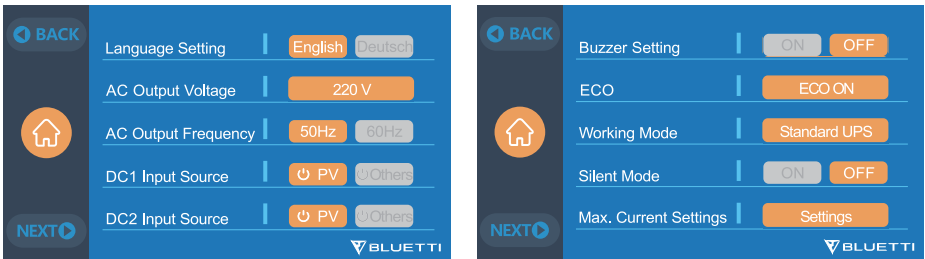 BACK
Language Setting English Deutsch
AC Output Voltage 220 V
AC Output Frequency 50Hz 60Hz
DC1 Input Source PV Others
DC2 Input Source PV Others
NEXT
BLUETTI
BACK
Buzzer Setting ON OFF
ECO ECO ON
Working Mode Standard UPS
Silent Mode ON OFF
Max. Current Settings Settings
NEXT
BLUETTI